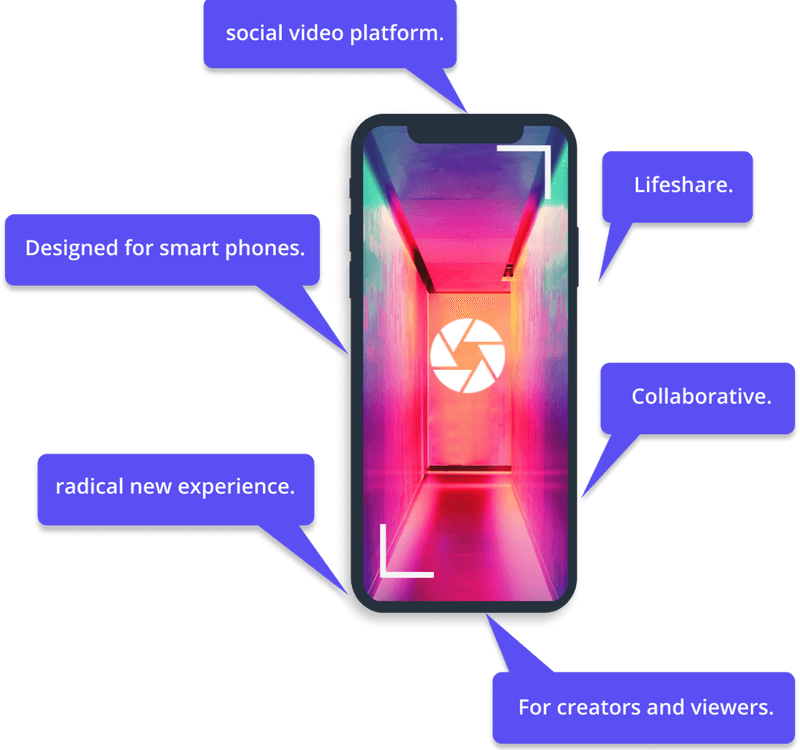 social video platform.
Lifeshare.
Designed for smart phones.
Collaborative.
radical new experience.
For creators and viewers.